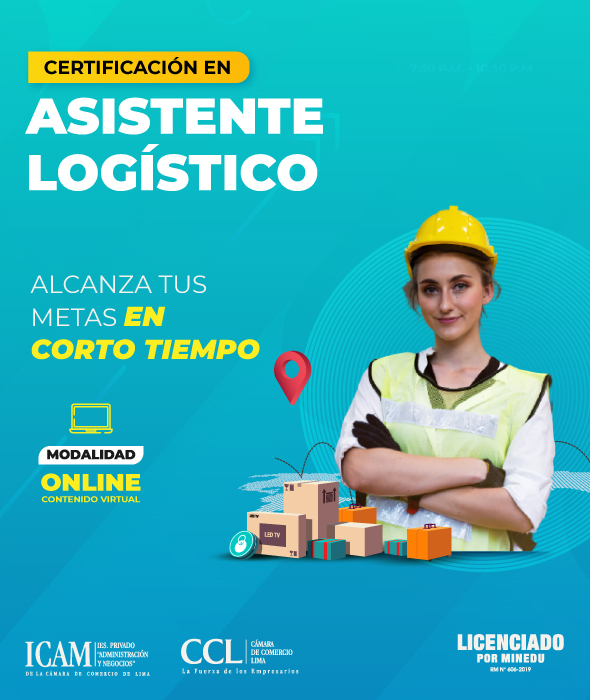 CERTIFICACIÓN EN
ASISTENTE
LOGÍSTICO
ALCANZA TUS
METAS EN
CORTO TIEMPO
MODALIDAD
ONLINE
CONTENIDO VIRTUAL
LED TV
ICAM
IES. PRIVADO
"ADMINISTRACIÓN
Y NEGOCIOS"
DE LA CÁMARA DE COMERCIO DE LIMA
CCL
CÁMARA
DE COMERCIO
LIMA
La Fuerza de los Empresarios
LICENCIADO
POR MINEDU
RM N° 606-2019